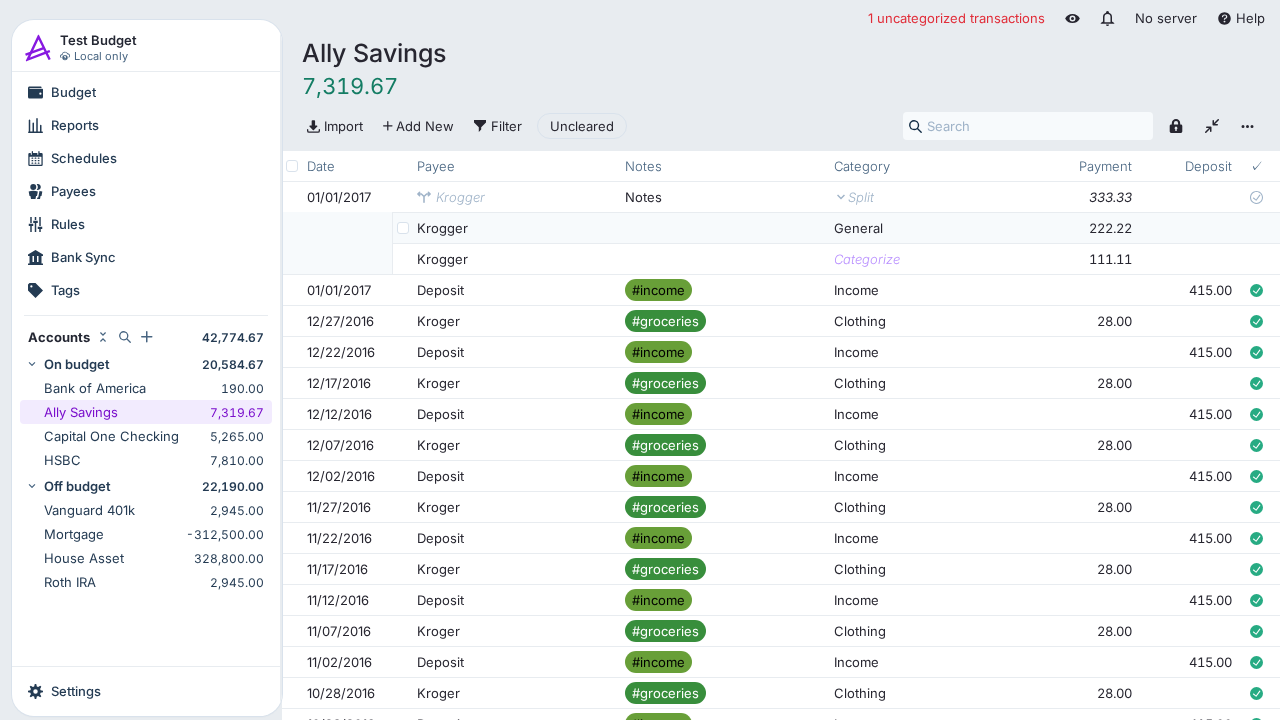 1 uncategorized transactions
No server
Help
Test Budget
Local only
Budget
Reports
Schedules
Payees
Rules
Bank Sync
Tags
Accounts 42,774.67
On budget 20,584.67
Bank of America 190.00
Ally Savings 7,319.67
Capital One Checking 5,265.00
HSBC 7,810.00
Off budget 22,190.00
Vanguard 401k 2,945.00
Mortgage -312,500.00
House Asset 328,800.00
Roth IRA 2,945.00
Settings
Ally Savings
7,319.67
Import Add New Filter Uncleared Search
Date Payee Notes Category Payment Deposit ✓
01/01/2017 Krogger Notes Split 333.33
Krogger General 222.22
Krogger Categorize 111.11
01/01/2017 Deposit #income Income 415.00
12/27/2016 Kroger #groceries Clothing 28.00
12/22/2016 Deposit #income Income 415.00
12/17/2016 Kroger #groceries Clothing 28.00
12/12/2016 Deposit #income Income 415.00
12/07/2016 Kroger #groceries Clothing 28.00
12/02/2016 Deposit #income Income 415.00
11/27/2016 Kroger #groceries Clothing 28.00
11/22/2016 Deposit #income Income 415.00
11/17/2016 Kroger #groceries Clothing 28.00
11/12/2016 Deposit #income Income 415.00
11/07/2016 Kroger #groceries Clothing 28.00
11/02/2016 Deposit #income Income 415.00
10/28/2016 Kroger #groceries Clothing 28.00